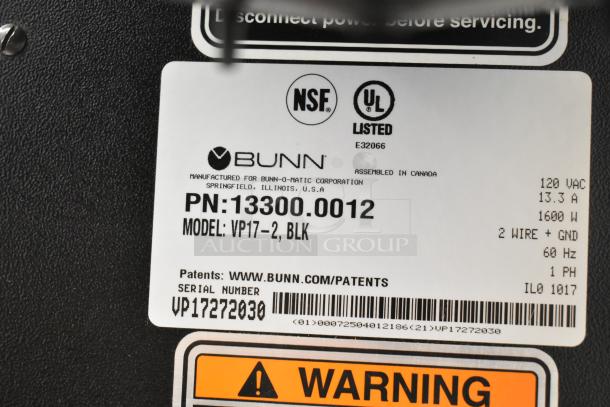 Disconnect power before servicing.
NSF.
UL
LISTED
E32066
BUNN
ASSEMBLED IN CANADA
MANUFACTURED FOR BUNN-O-MATIC CORPORATION
SPRINGFIELD, ILLINOIS, U.S.A
PN:13300.0012
MODEL: VP17-2, BLK
120 VAC
13.3 A
1600 W
2 WIRE + GND
60 Hz
1 PH
IL0 1017
AUCTION GROUP
Patents: WWW.BUNN.COM/PATENTS
SERIAL NUMBER
VP17272030
(01)00072504012186(21)VP17272030
WARNING